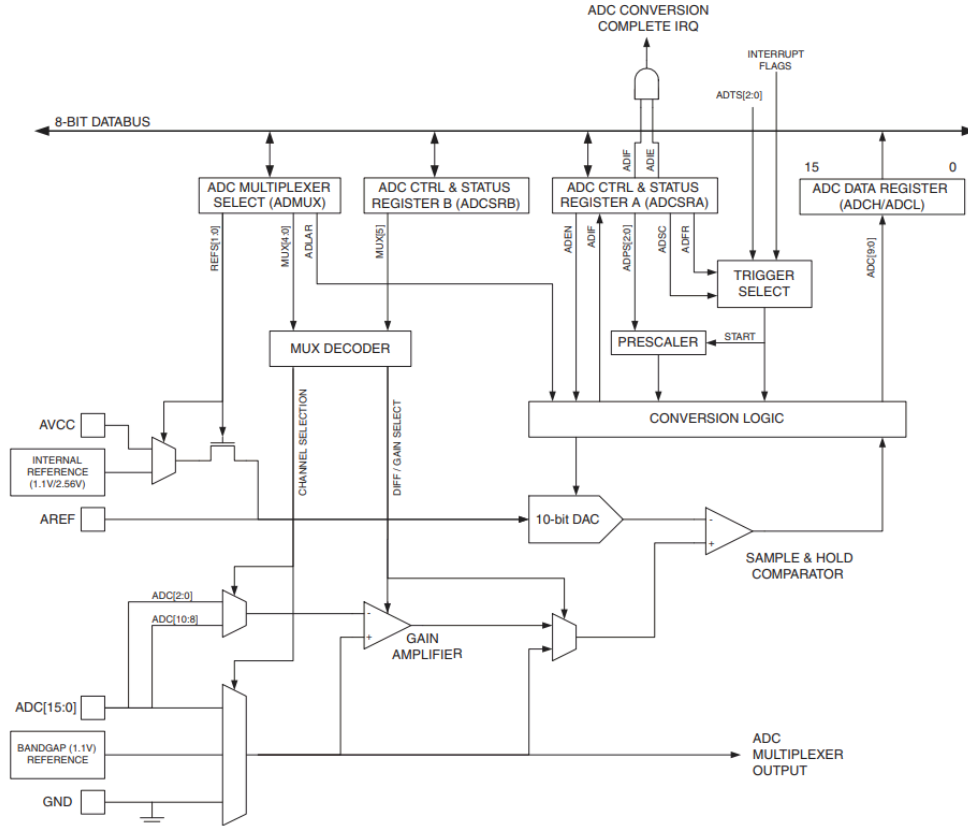 ADC CONVERSION
COMPLETE IRQ
INTERRUPT
FLAGS
ADTS[2:0]
8-BIT DATABUS
ADIF
ADIE
15
0
ADC MULTIPLEXER
SELECT (ADMUX)
ADC CTRL & STATUS
REGISTER B (ADCSRB)
ADC CTRL & STATUS
REGISTER A (ADCSRA)
ADC DATA REGISTER
(ADCH/ADCL)
REFS[1:0]
MUX[4:0]
ADLAR
MUX[5]
ADEN
ADIF
ADPS[2:0]
ADSC
ADFR
ADC[9:0]
TRIGGER
SELECT
MUX DECODER
PRESCALER
START
CONVERSION LOGIC
AVCC
INTERNAL
REFERENCE
(1.1V/2.56V)
CHANNEL SELECTION
DIFF / GAIN SELECT
AREF
10-bit DAC
-
+
SAMPLE & HOLD
COMPARATOR
ADC[2:0]
ADC[10:8]
-
+
GAIN
AMPLIFIER
ADC[15:0]
BANDGAP (1.1V)
REFERENCE
ADC
MULTIPLEXER
OUTPUT
GND